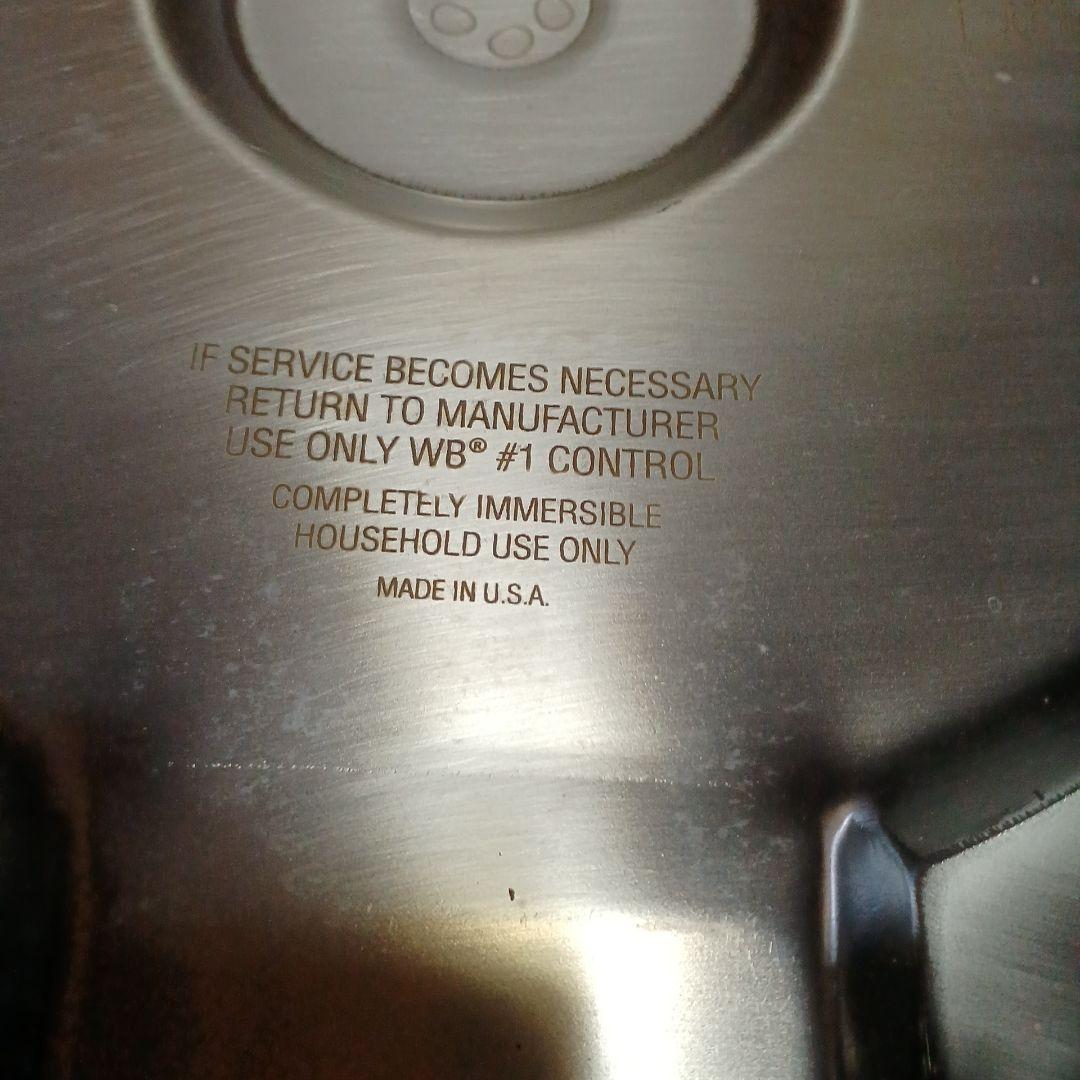 IF SERVICE BECOMES NECESSARY
RETURN TO MANUFACTURER
USE ONLY WB® #1 CONTROL
COMPLETELY IMMERSIBLE
HOUSEHOLD USE ONLY
MADE IN U.S.A.